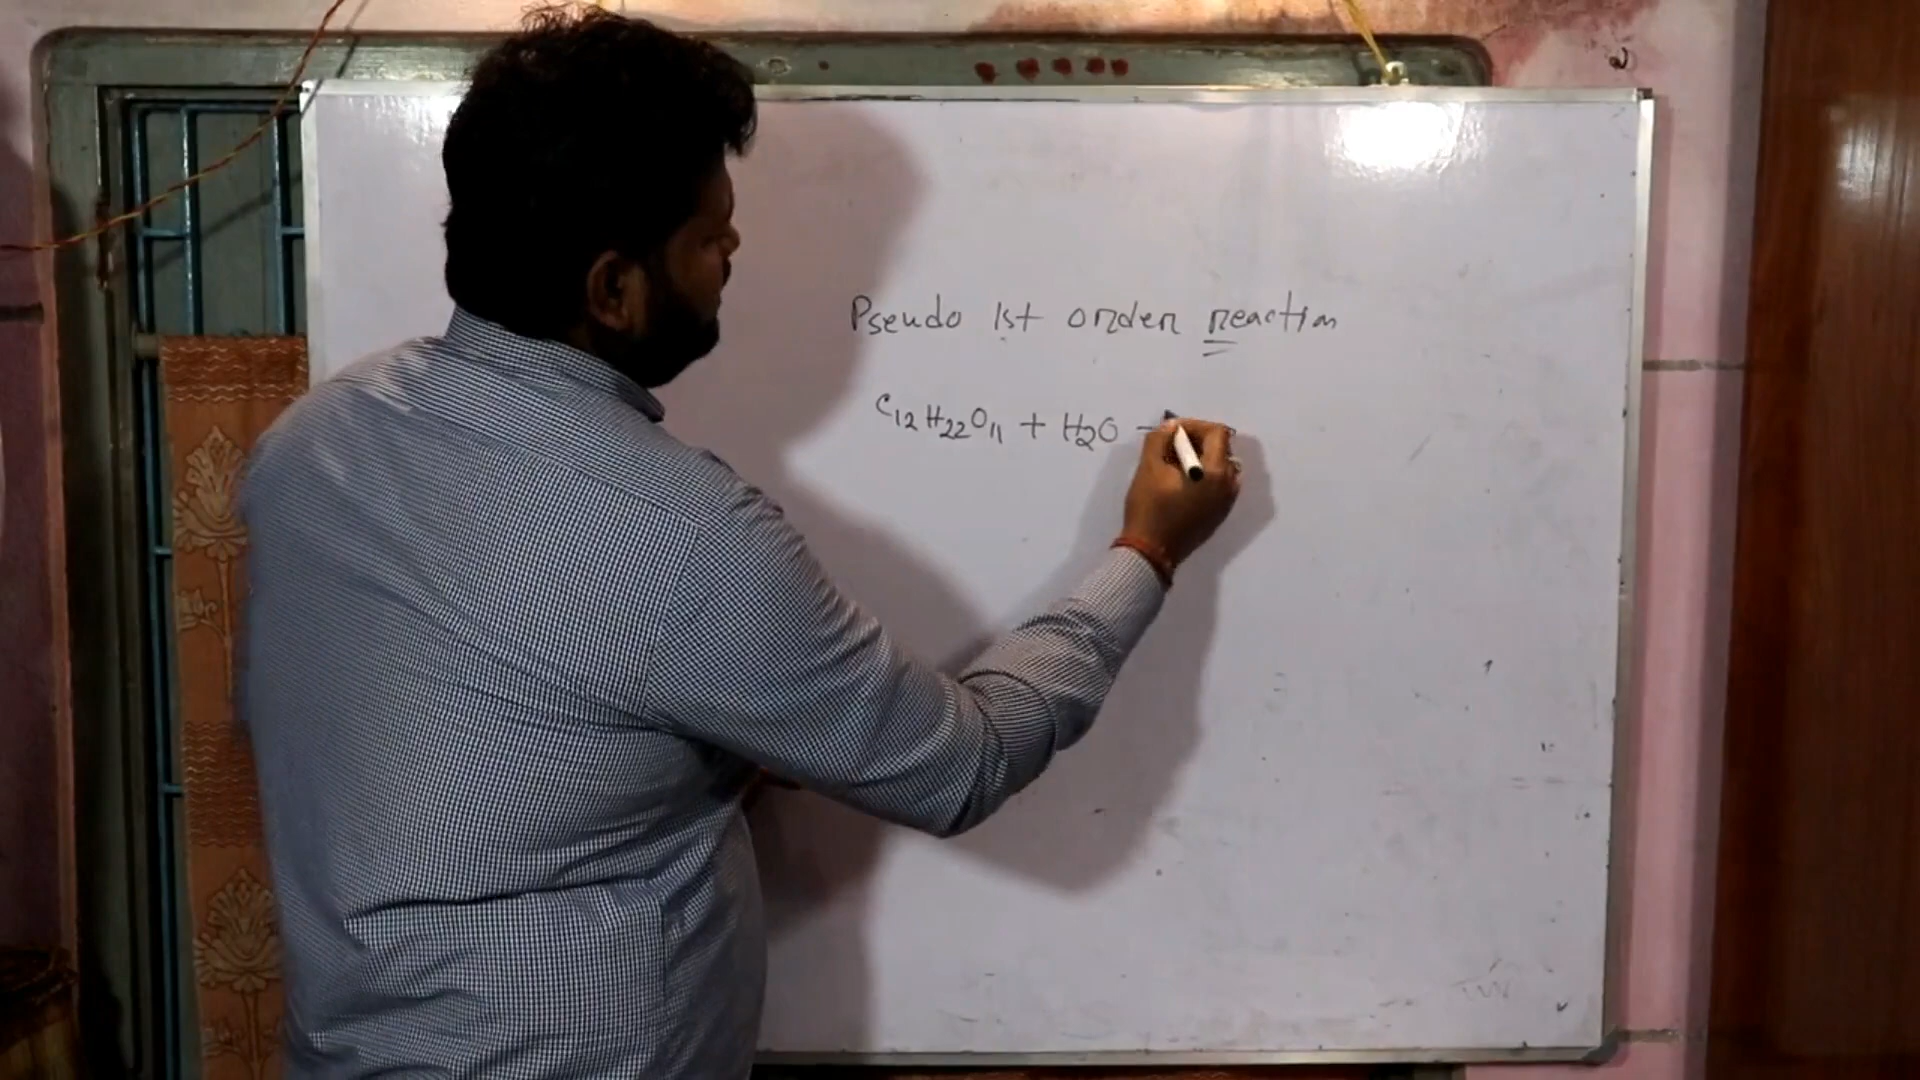 Pseudo 1st order reaction
C₁₂H₂₂O₁₁ + H₂O -